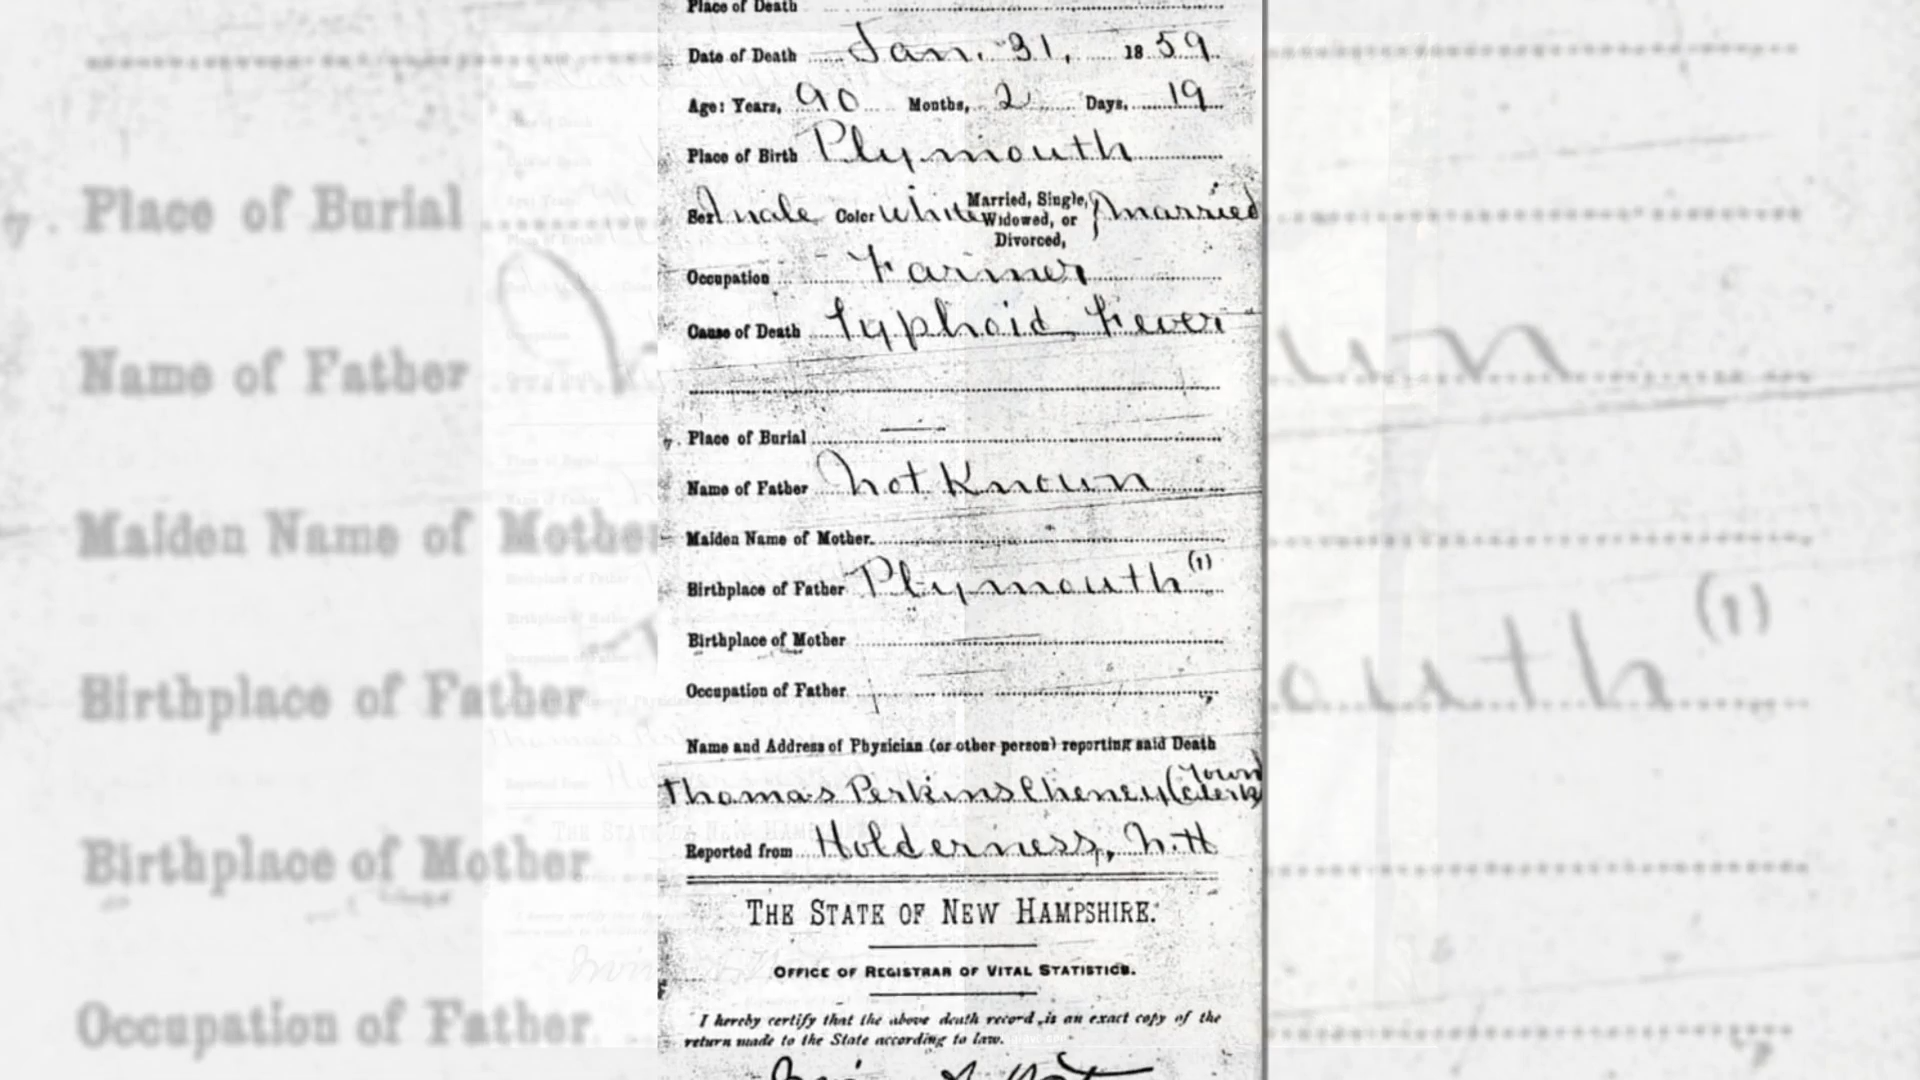 Place of Death
Date of Death Jan. 31, 1859.
Age: Years, 90 Months, 2 Days, 19
Place of Birth Plymouth
Sex male Color White Married, Single, Widowed, or Divorced, Married
Occupation Farmer
Cause of Death Typhoid Fever
Place of Burial
Name of Father Not Known
Maiden Name of Mother.
Birthplace of Father Plymouth (1)
Birthplace of Mother
Occupation of Father
Name and Address of Physician (or other person) reporting said Death
Thomas Perkins Cheney (Town Clerk)
Reported from Holderness, N.H
THE STATE OF NEW HAMPSHIRE.
OFFICE OF REGISTRAR OF VITAL STATISTICS.
I hereby certify that the above death record, is an exact copy of the
return made to the State according to law.
Place of Burial
Name of Father
Maiden Name of Mother
Birthplace of Father
Birthplace of Mother
Occupation of Father